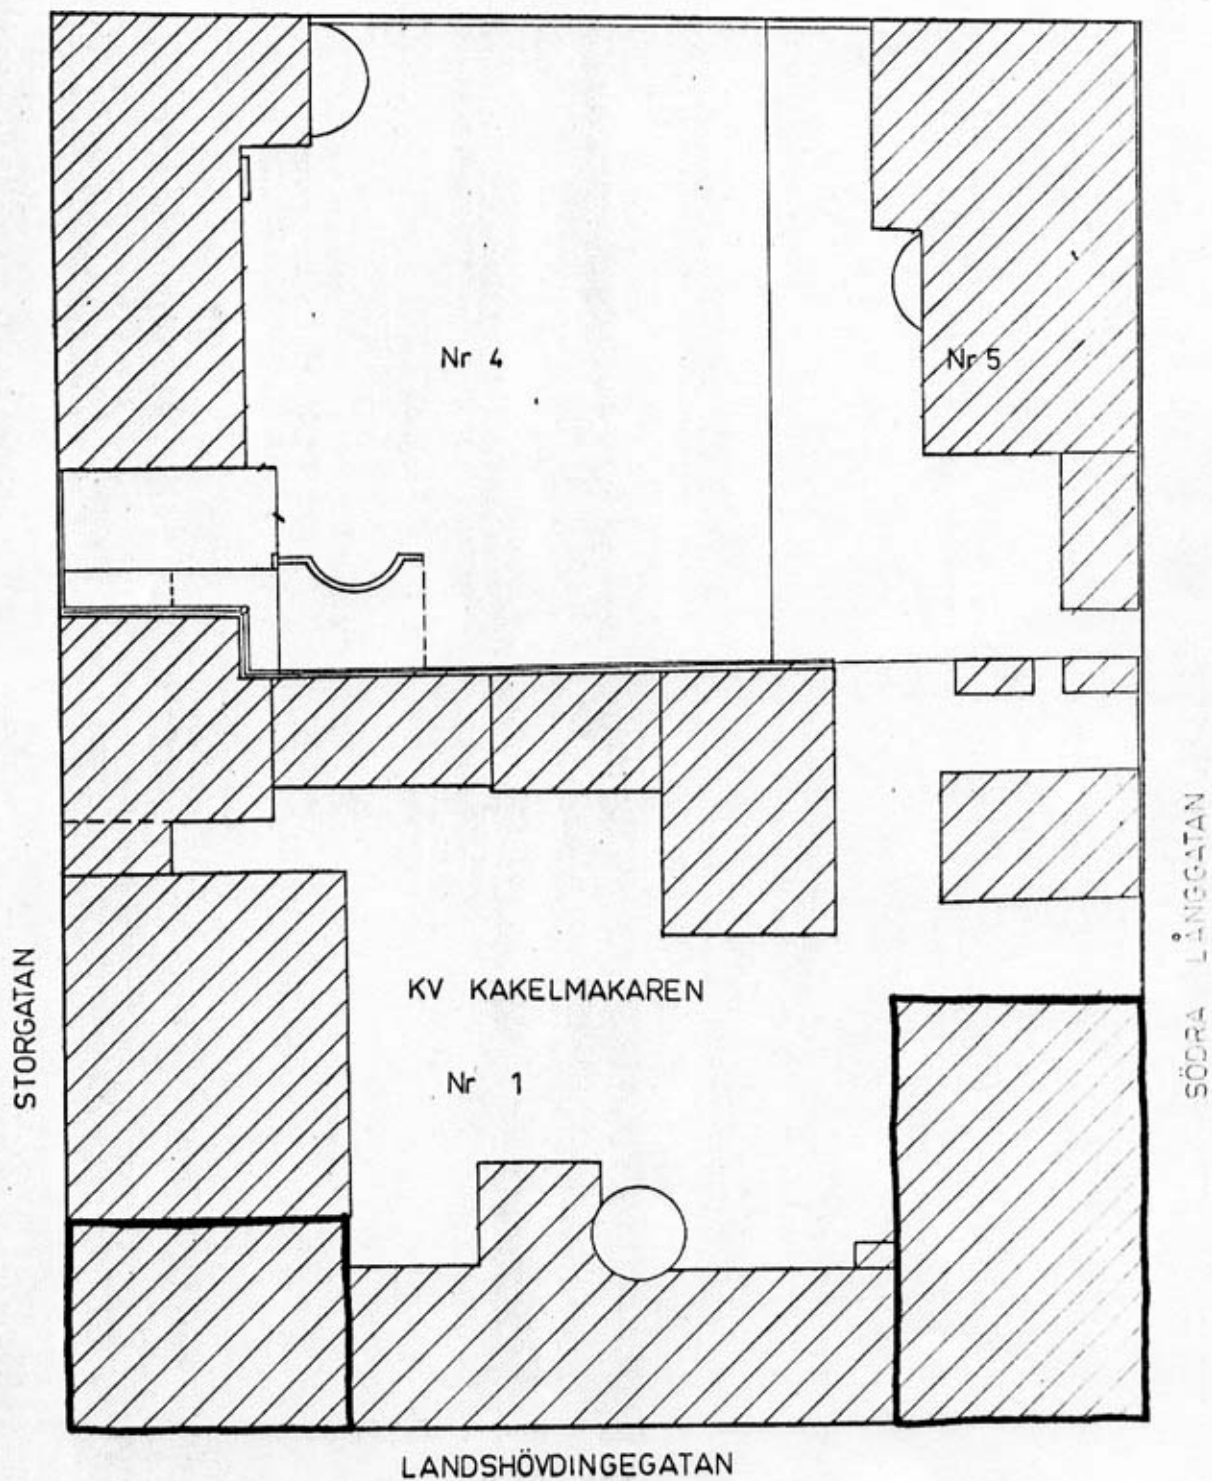 Nr 4
Nr 5
STORGATAN
KV KAKELMAKAREN
Nr 1
SÖDRA LÅNGGATAN
LANDSHÖVDINGEGATAN